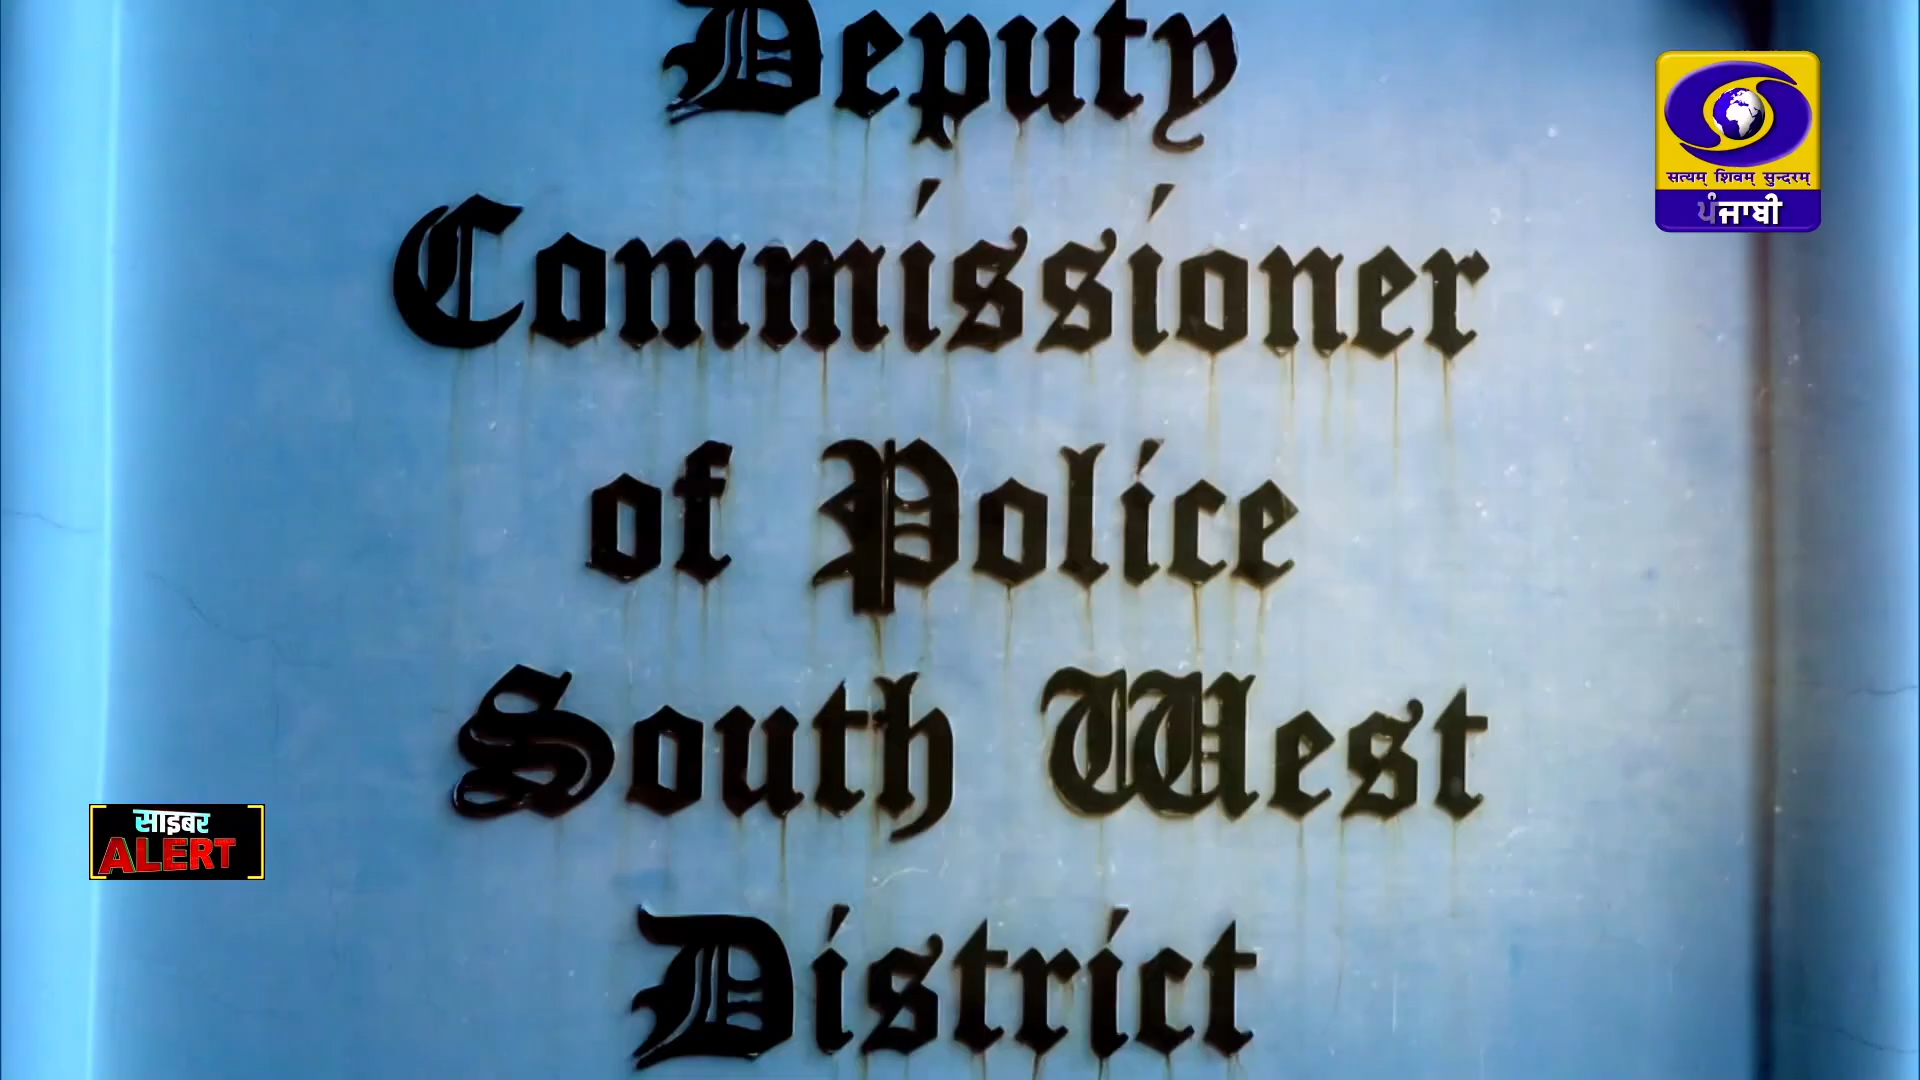 Deputy
Commissioner
of Police
South West
District
सत्यम् शिवम् सुन्दरम्
ਪੰਜਾਬੀ
साइबर
ALERT